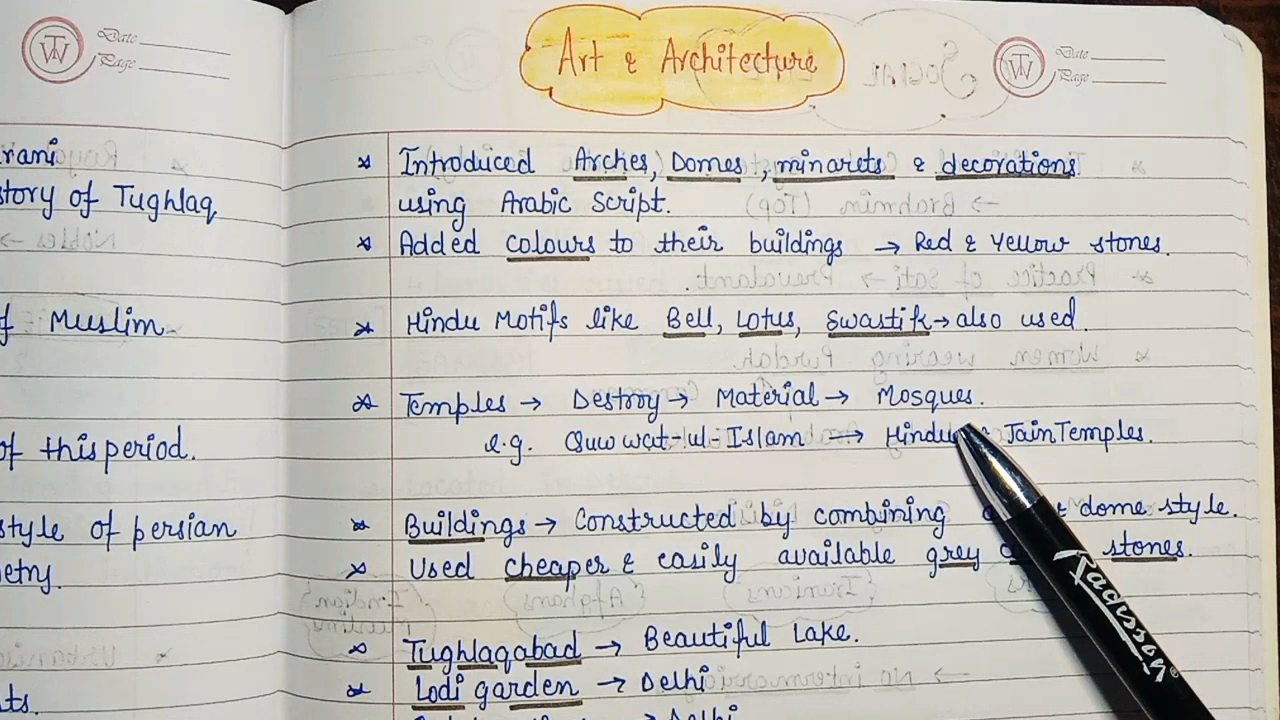 Date
Page
rani
story of Tughlaq
f Muslim
of this period.
style of persian
etry.
ts.
Art & Architecture
Date
Page
* Introduced Arches, Domes, minarets & decorations
using Arabic Script.
* Added colours to their buildings → Red & Yellow stones.
* Hindu Motifs like Bell, Lotus, Swastik → also used.
* Temples → Destroy → Material → Mosques.
e.g. Quwwat-ul-Islam → Hindu & Jain Temples.
* Buildings → Constructed by combining & dome style.
* Used cheaper & easily available grey stones.
* Tughlaqabad → Beautiful Lake.
* Lodi garden → Delhi
→ Delhi
Radisson